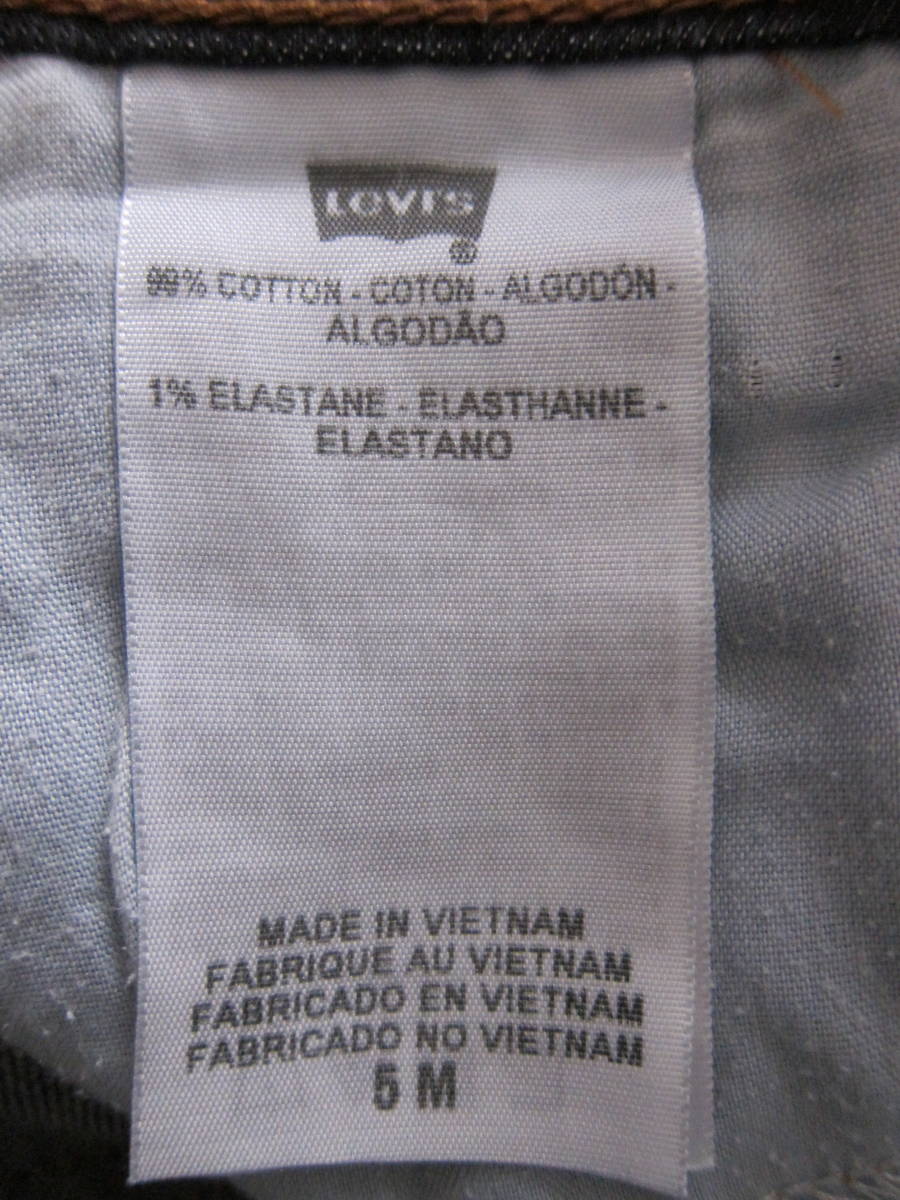 Levi's
®
99% COTTON - COTON - ALGODÓN -
ALGODÃO
1% ELASTANE - ELASTHANNE -
ELASTANO
MADE IN VIETNAM
FABRIQUE AU VIETNAM
FABRICADO EN VIETNAM
FABRICADO NO VIETNAM
5 M